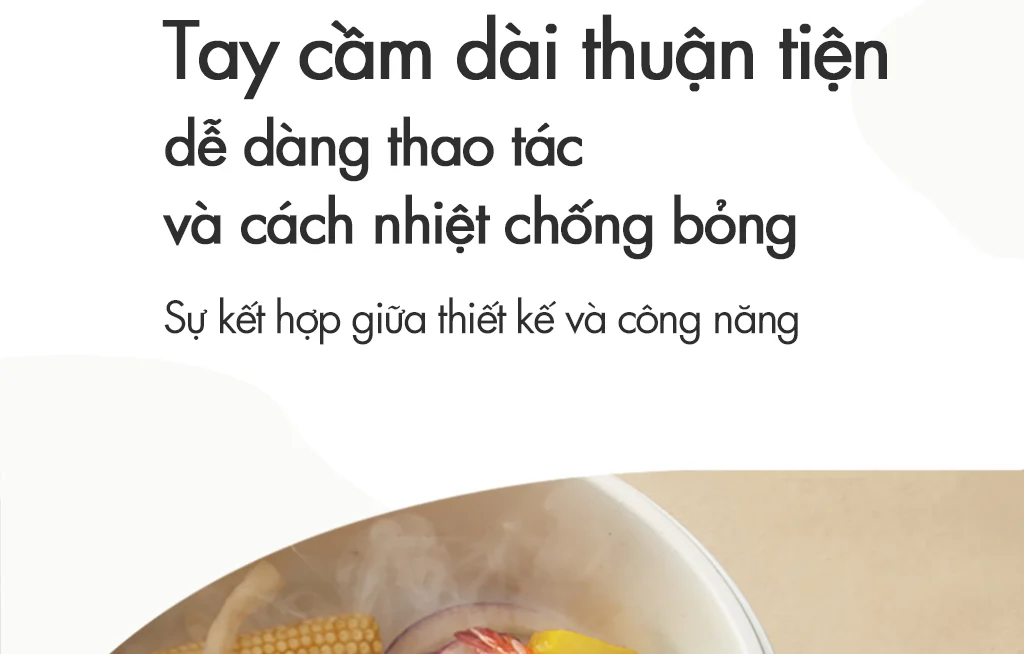 Tay cầm dài thuận tiện
dễ dàng thao tác
và cách nhiệt chống bỏng
Sự kết hợp giữa thiết kế và công năng